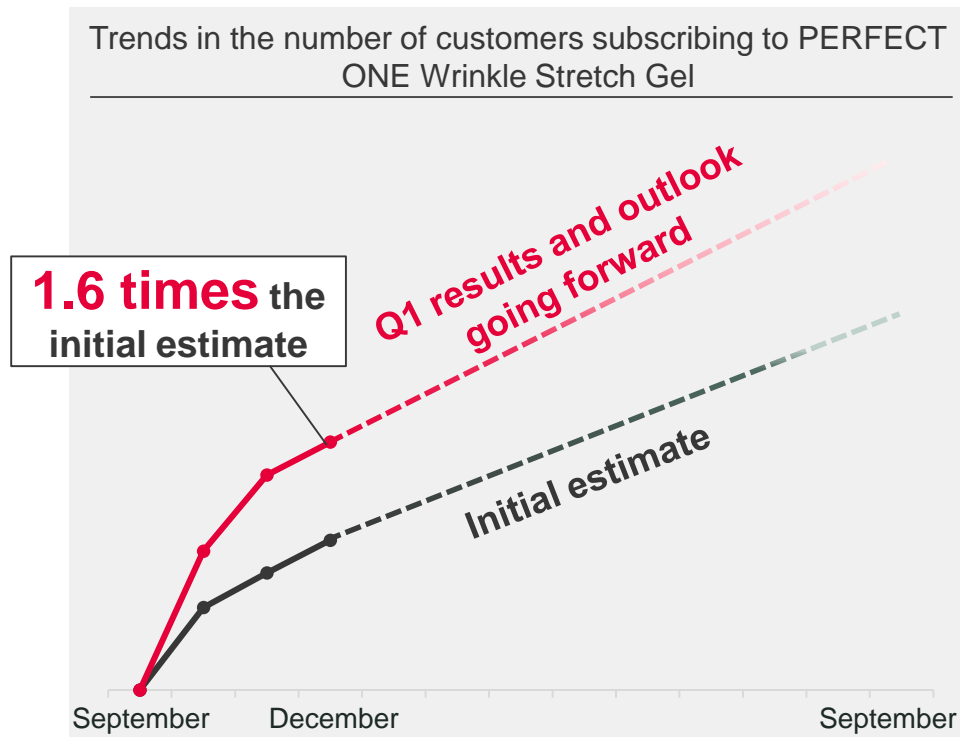 Trends in the number of customers subscribing to PERFECT
ONE Wrinkle Stretch Gel
Q1 results and outlook
going forward
1.6 times the
initial estimate
Initial estimate
September
December
September